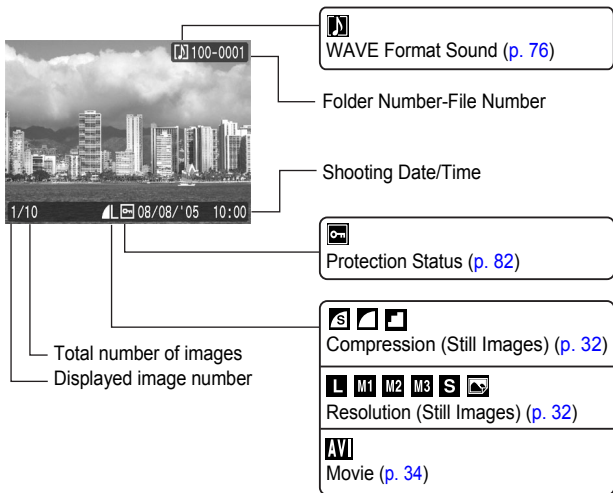 100-0001
WAVE Format Sound (p. 76)
Folder Number-File Number
Shooting Date/Time
1/10 L 08/08/'05 10:00
Protection Status (p. 82)
S
Compression (Still Images) (p. 32)
Total number of images
Displayed image number
L M1 M2 M3 S
Resolution (Still Images) (p. 32)
AVI
Movie (p. 34)